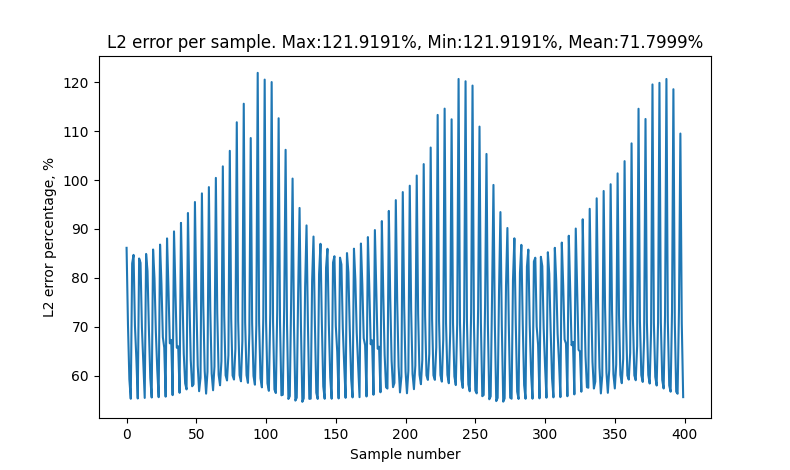 L2 error per sample. Max:121.9191%, Min:121.9191%, Mean:71.7999%
120
110
100
90
80
70
60
L2 error percentage, %
0 50 100 150 200 250 300 350 400
Sample number